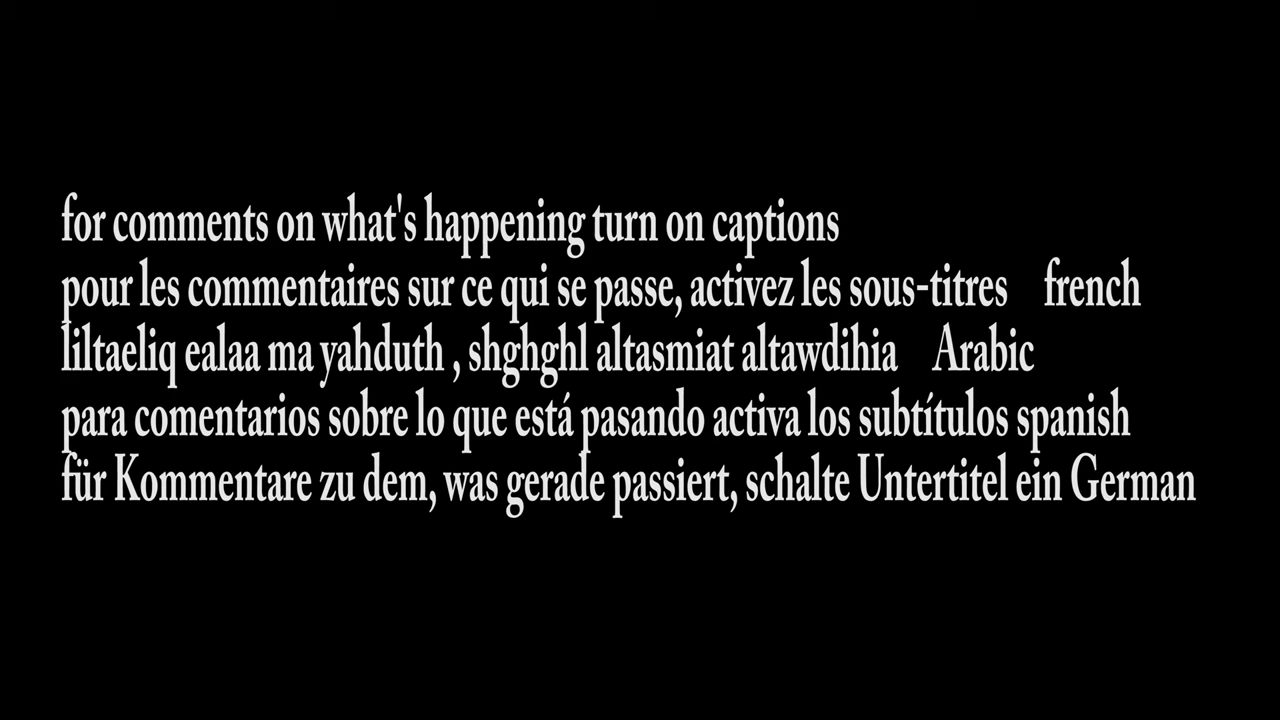 for comments on what's happening turn on captions
pour les commentaires sur ce qui se passe, activez les sous-titres french
liltaeliq ealaa ma yahduth , shghghl altasmiat altawdihia Arabic
para comentarios sobre lo que está pasando activa los subtítulos spanish
für Kommentare zu dem, was gerade passiert, schalte Untertitel ein German